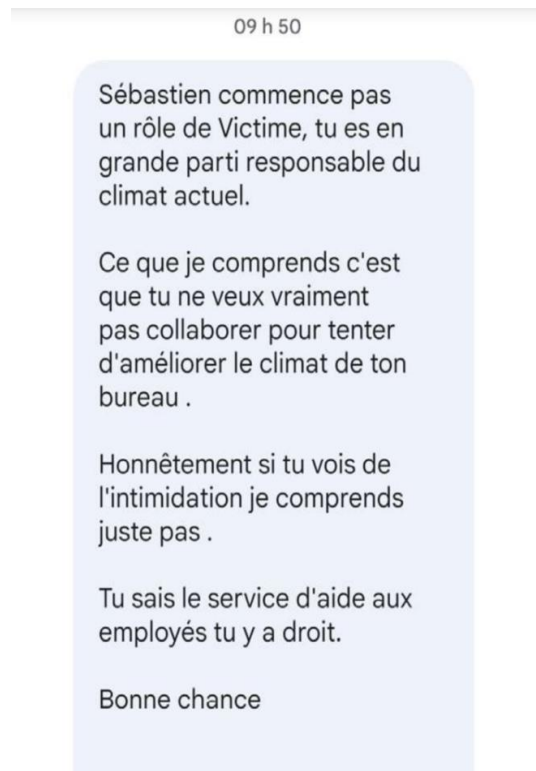 09 h 50
Sébastien commence pas
un rôle de Victime, tu es en
grande parti responsable du
climat actuel.
Ce que je comprends c'est
que tu ne veux vraiment
pas collaborer pour tenter
d'améliorer le climat de ton
bureau .
Honnêtement si tu vois de
l'intimidation je comprends
juste pas .
Tu sais le service d'aide aux
employés tu y a droit.
Bonne chance